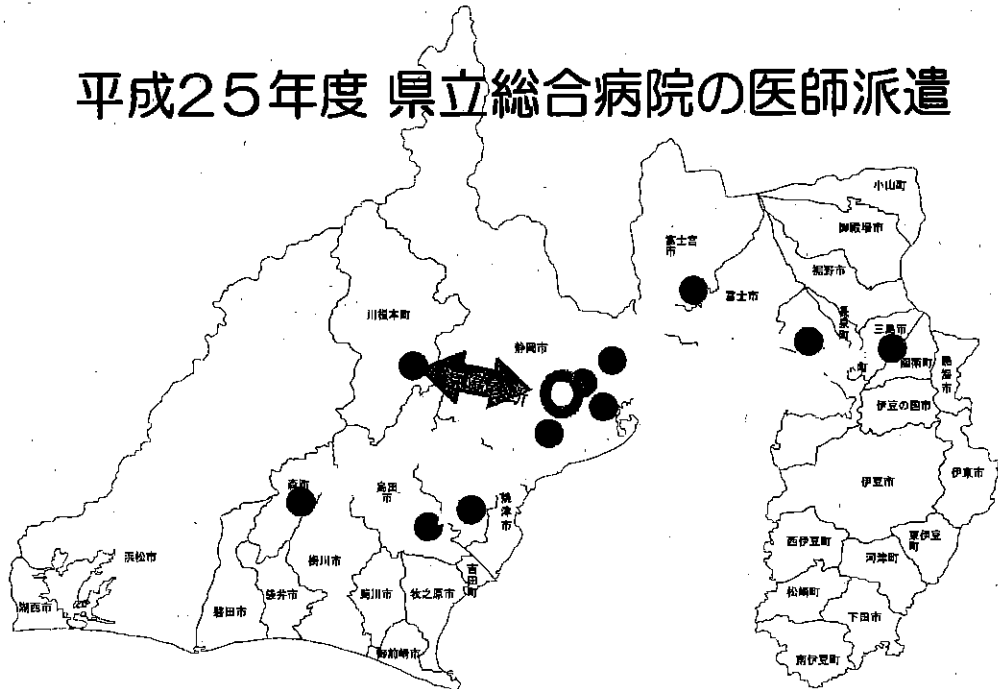 平成25年度 県立総合病院の医師派遣
小山町
御殿場市
富士宮
市
裾野市
富士市
川根本町
長泉町
三島市
静岡市
函南町
熱海市
町
伊豆の国市
伊東市
伊豆市
森町
島田
市
焼津市
東伊豆
町
西伊豆町
浜松市
掛川市
河津町
吉田町
松崎町
袋井市
菊川市
牧之原市
湖西市
磐田市
下田市
御前崎市
南伊豆町